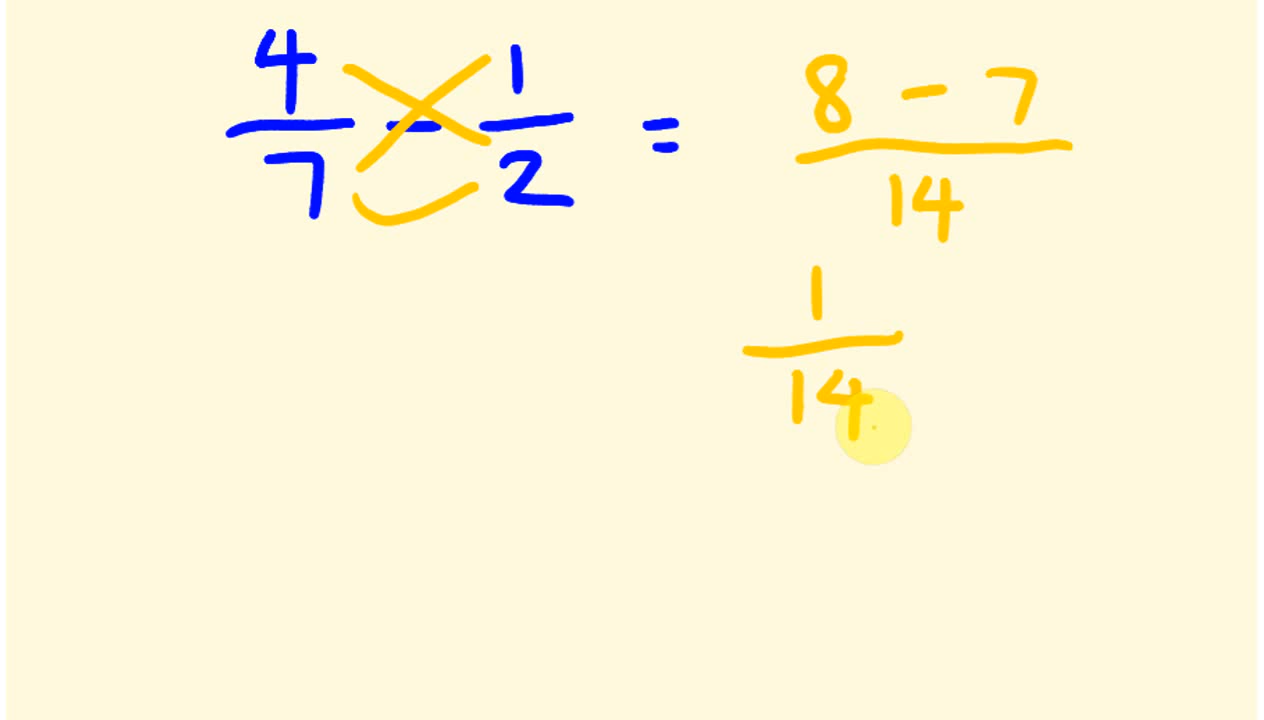 4/7 - 1/2 = 8 - 7/14
1/14